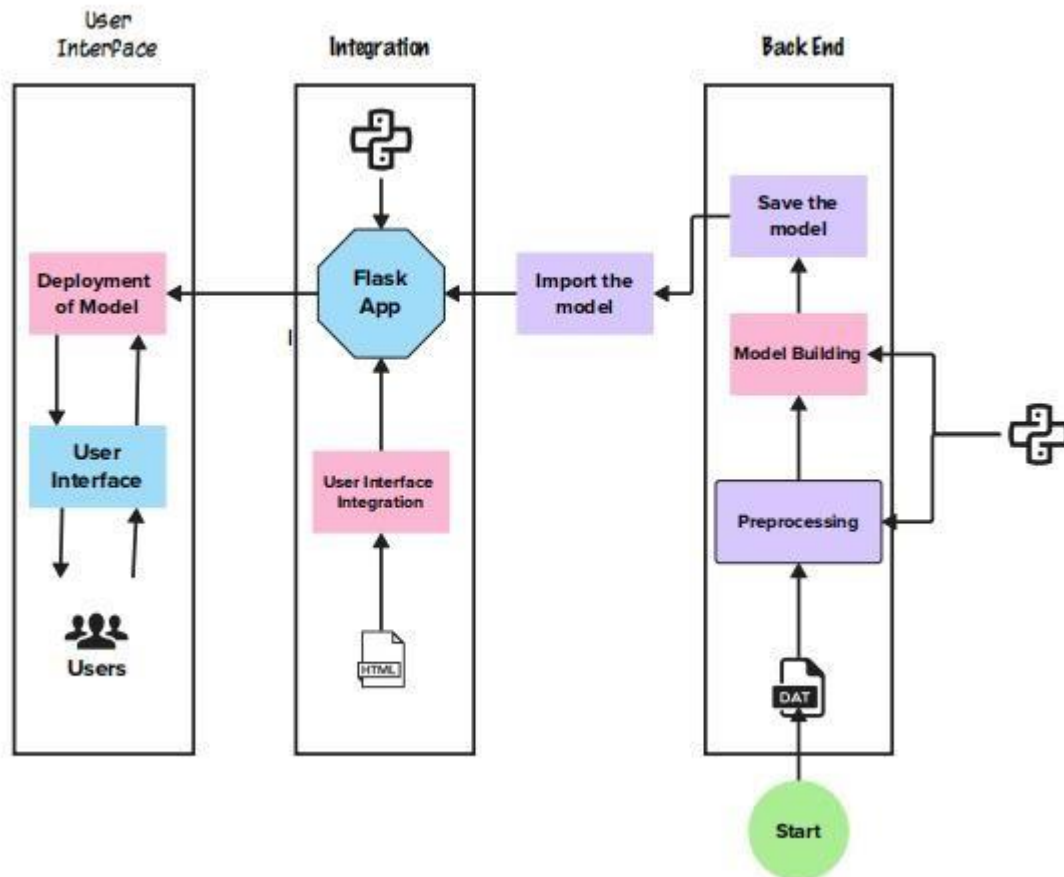 User
Interface
Integration
Back End
Save the
model
Deployment
of Model
Flask
App
Import the
model
Model Building
User
Interface
User Interface
Integration
Preprocessing
Users
HTML
DAT
Start